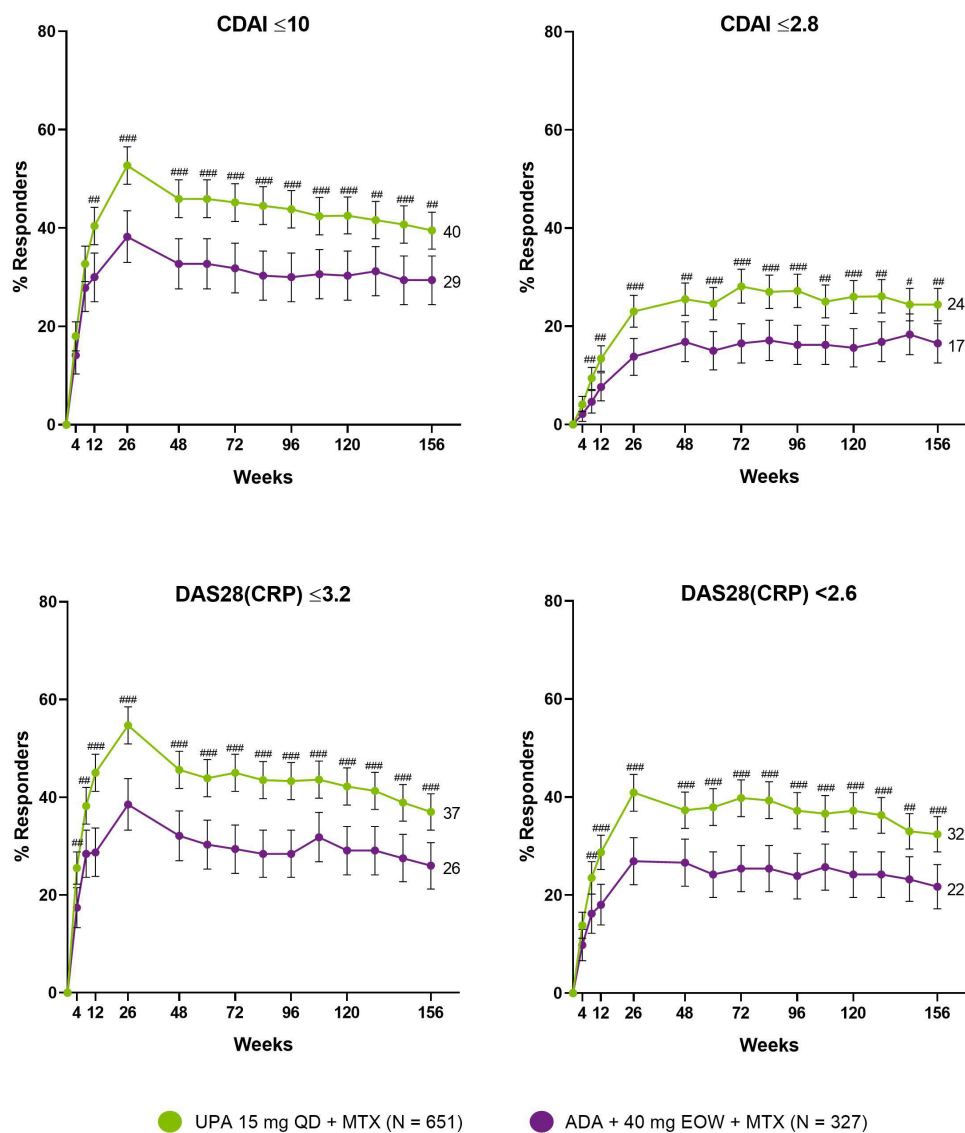 CDAI ≤10
80
60
40
20
0
% Responders
### ## ### ### ### ### ### ### ### ### ## ### ##
40
29
4 12 26 48 72 96 120 156
Weeks
CDAI ≤2.8
80
60
40
20
0
% Responders
## ## ### ## ### ### ### ### ## ### ## # ##
24
17
4 12 26 48 72 96 120 156
Weeks
DAS28(CRP) ≤3.2
80
60
40
20
0
% Responders
## ## ### ### ### ### ### ### ### ### ### ### ### ###
37
26
4 12 26 48 72 96 120 156
Weeks
DAS28(CRP) <2.6
80
60
40
20
0
% Responders
## ### ### ### ### ### ### ### ### ### ### ## ###
32
22
4 12 26 48 72 96 120 156
Weeks
UPA 15 mg QD + MTX (N = 651)
ADA + 40 mg EOW + MTX (N = 327)